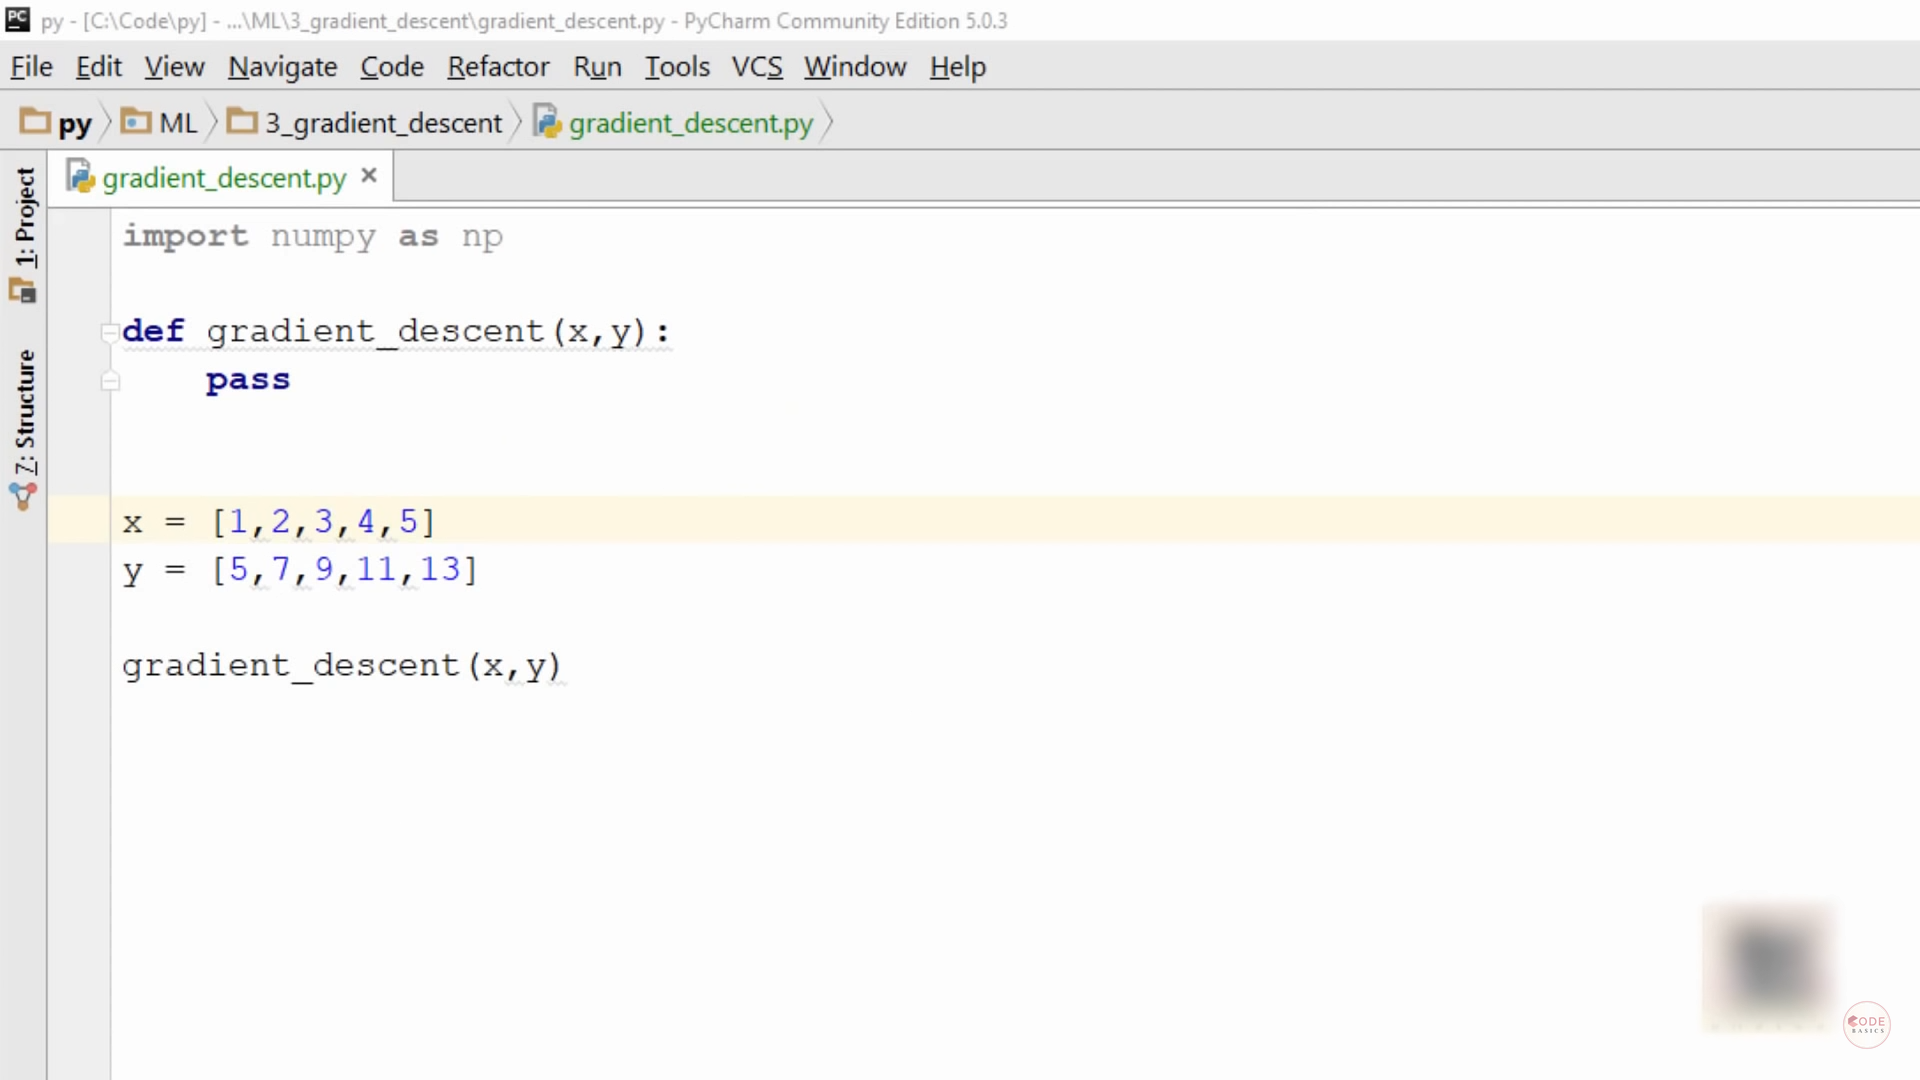 py - [C:\Code\py] - ...\ML\3_gradient_descent\gradient_descent.py - PyCharm Community Edition 5.0.3
File Edit View Navigate Code Refactor Run Tools VCS Window Help
py ML 3_gradient_descent gradient_descent.py
gradient_descent.py
1: Project
7: Structure
import numpy as np
def gradient_descent(x,y):
pass
x = [1,2,3,4,5]
y = [5,7,9,11,13]
gradient_descent(x,y)
CODE
BASICS